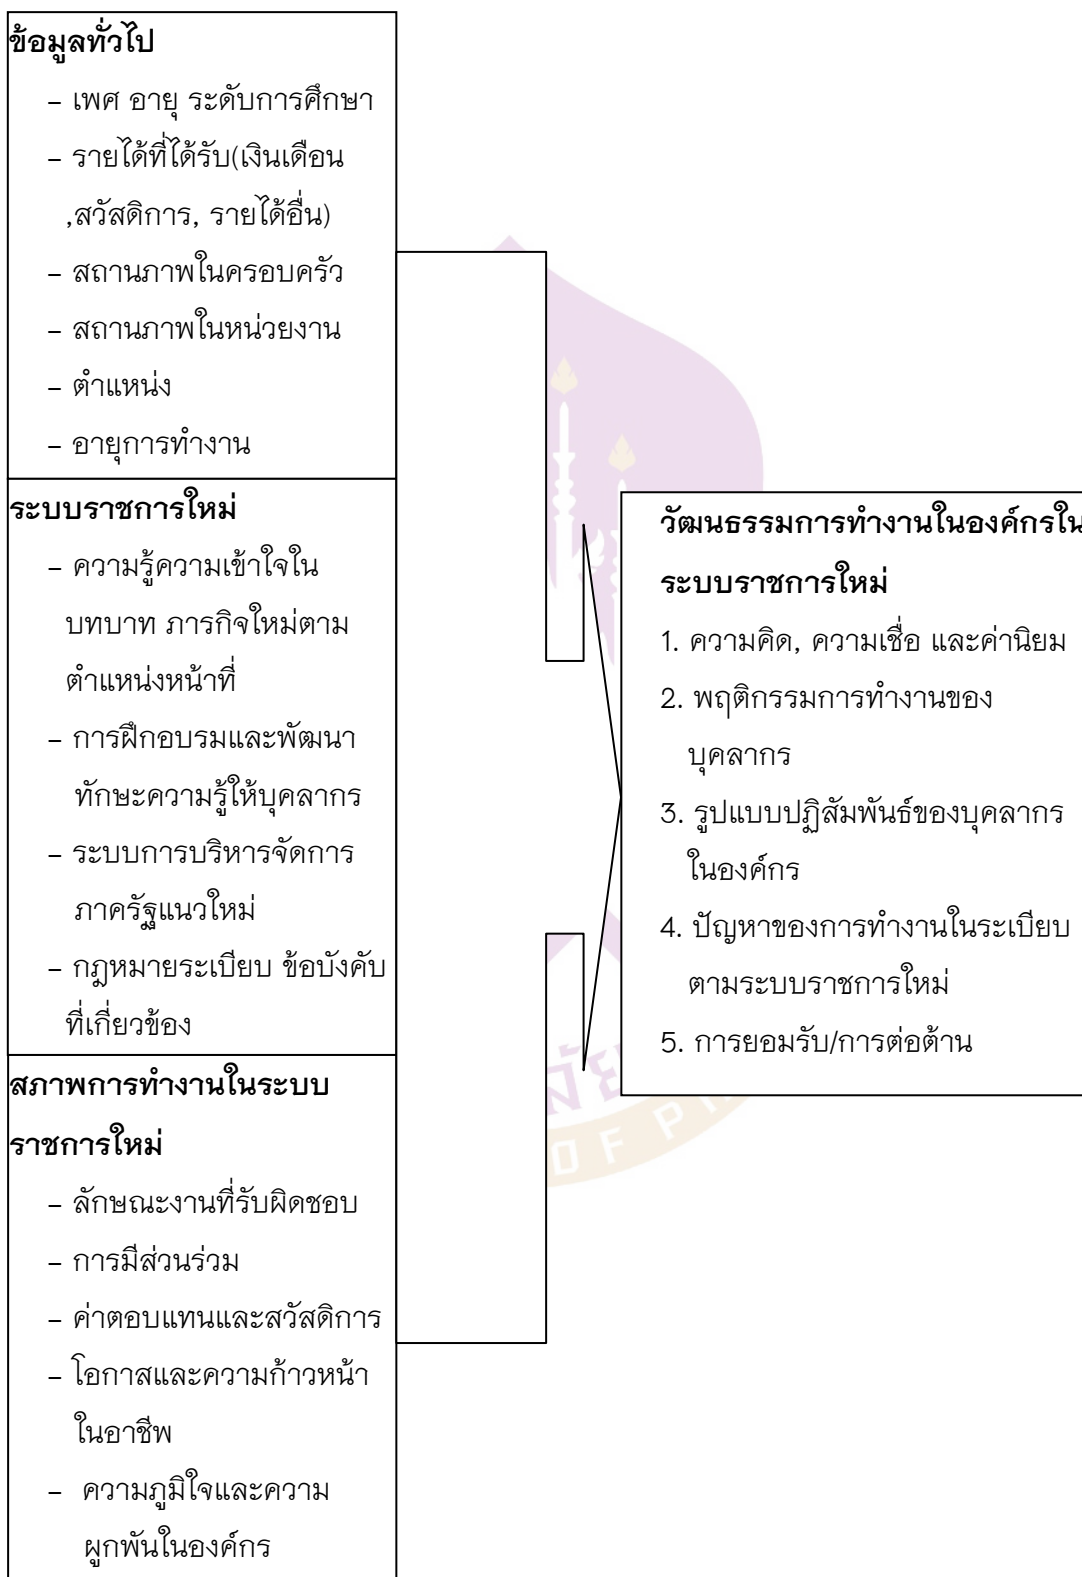 ข้อมูลทั่วไป
- เพศ อายุ ระดับการศึกษา
- รายได้ที่ได้รับ(เงินเดือน
,สวัสดิการ, รายได้อื่น)
- สถานภาพในครอบครัว
- สถานภาพในหน่วยงาน
- ตำแหน่ง
- อายุการทำงาน
ระบบราชการใหม่
- ความรู้ความเข้าใจใน
บทบาท ภารกิจใหม่ตาม
ตำแหน่งหน้าที่
- การฝึกอบรมและพัฒนา
ทักษะความรู้ให้บุคลากร
- ระบบการบริหารจัดการ
ภาครัฐแนวใหม่
- กฎหมายระเบียบ ข้อบังคับ
ที่เกี่ยวข้อง
สภาพการทำงานในระบบ
ราชการใหม่
- ลักษณะงานที่รับผิดชอบ
- การมีส่วนร่วม
- ค่าตอบแทนและสวัสดิการ
- โอกาสและความก้าวหน้า
ในอาชีพ
- ความภูมิใจและความ
ผูกพันในองค์กร
วัฒนธรรมการทำงานในองค์กรใน
ระบบราชการใหม่
1. ความคิด, ความเชื่อ และค่านิยม
2. พฤติกรรมการทำงานของ
บุคลากร
3. รูปแบบปฏิสัมพันธ์ของบุคลากร
ในองค์กร
4. ปัญหาของการทำงานในระเบียบ
ตามระบบราชการใหม่
5. การยอมรับ/การต่อต้าน
OF